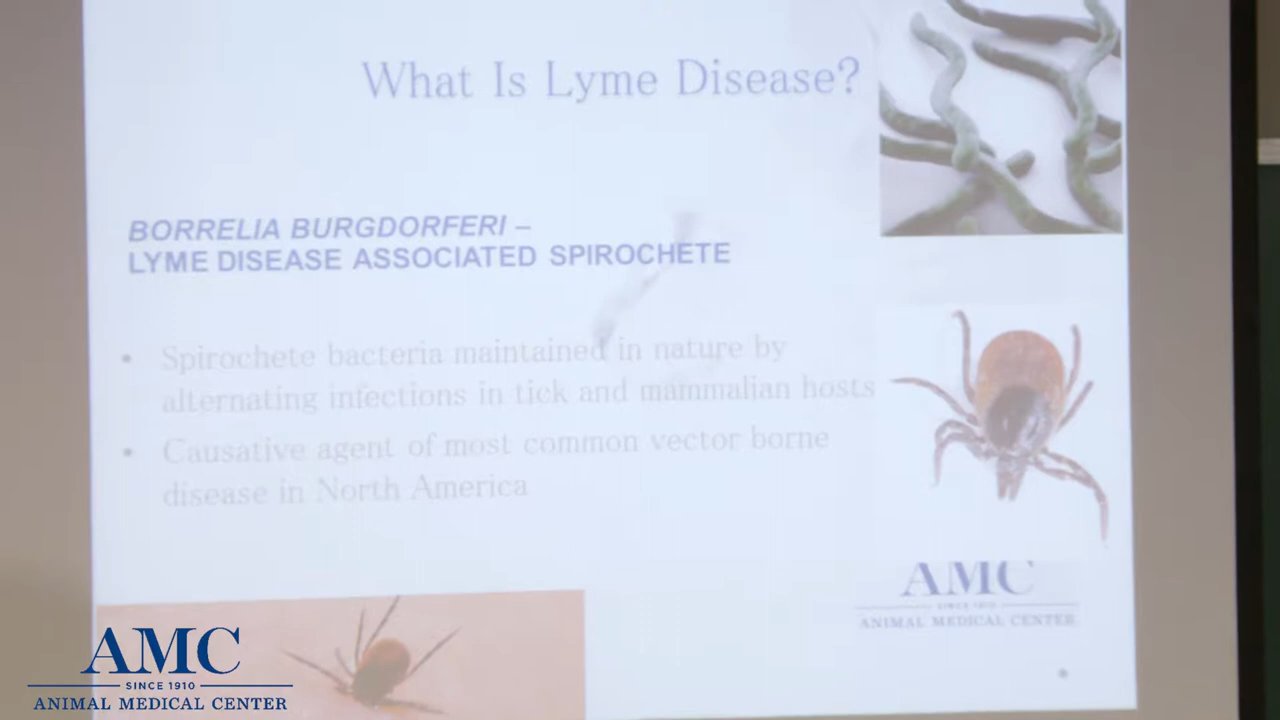 What Is Lyme Disease?
BORRELIA BURGDORFERI –
LYME DISEASE ASSOCIATED SPIROCHETE
• Spirochete bacteria maintained in nature by
alternating infections in tick and mammalian hosts
• Causative agent of most common vector borne
disease in North America
AMC
SINCE 1910
ANIMAL MEDICAL CENTER
AMC
SINCE 1910
ANIMAL MEDICAL CENTER